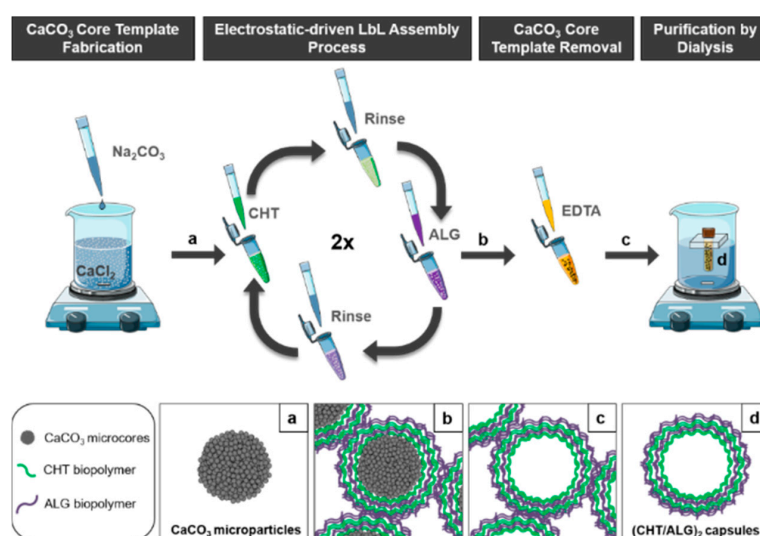 CaCO₃ Core Template
Fabrication
Electrostatic-driven LbL Assembly
Process
CaCO₃ Core
Template Removal
Purification by
Dialysis
Na₂CO₃
CaCl₂
a
CHT
Rinse
2x
ALG
Rinse
b
EDTA
c
d
CaCO₃ microcores
CHT biopolymer
ALG biopolymer
a
CaCO₃ microparticles
b
c
d
(CHT/ALG)₂ capsules